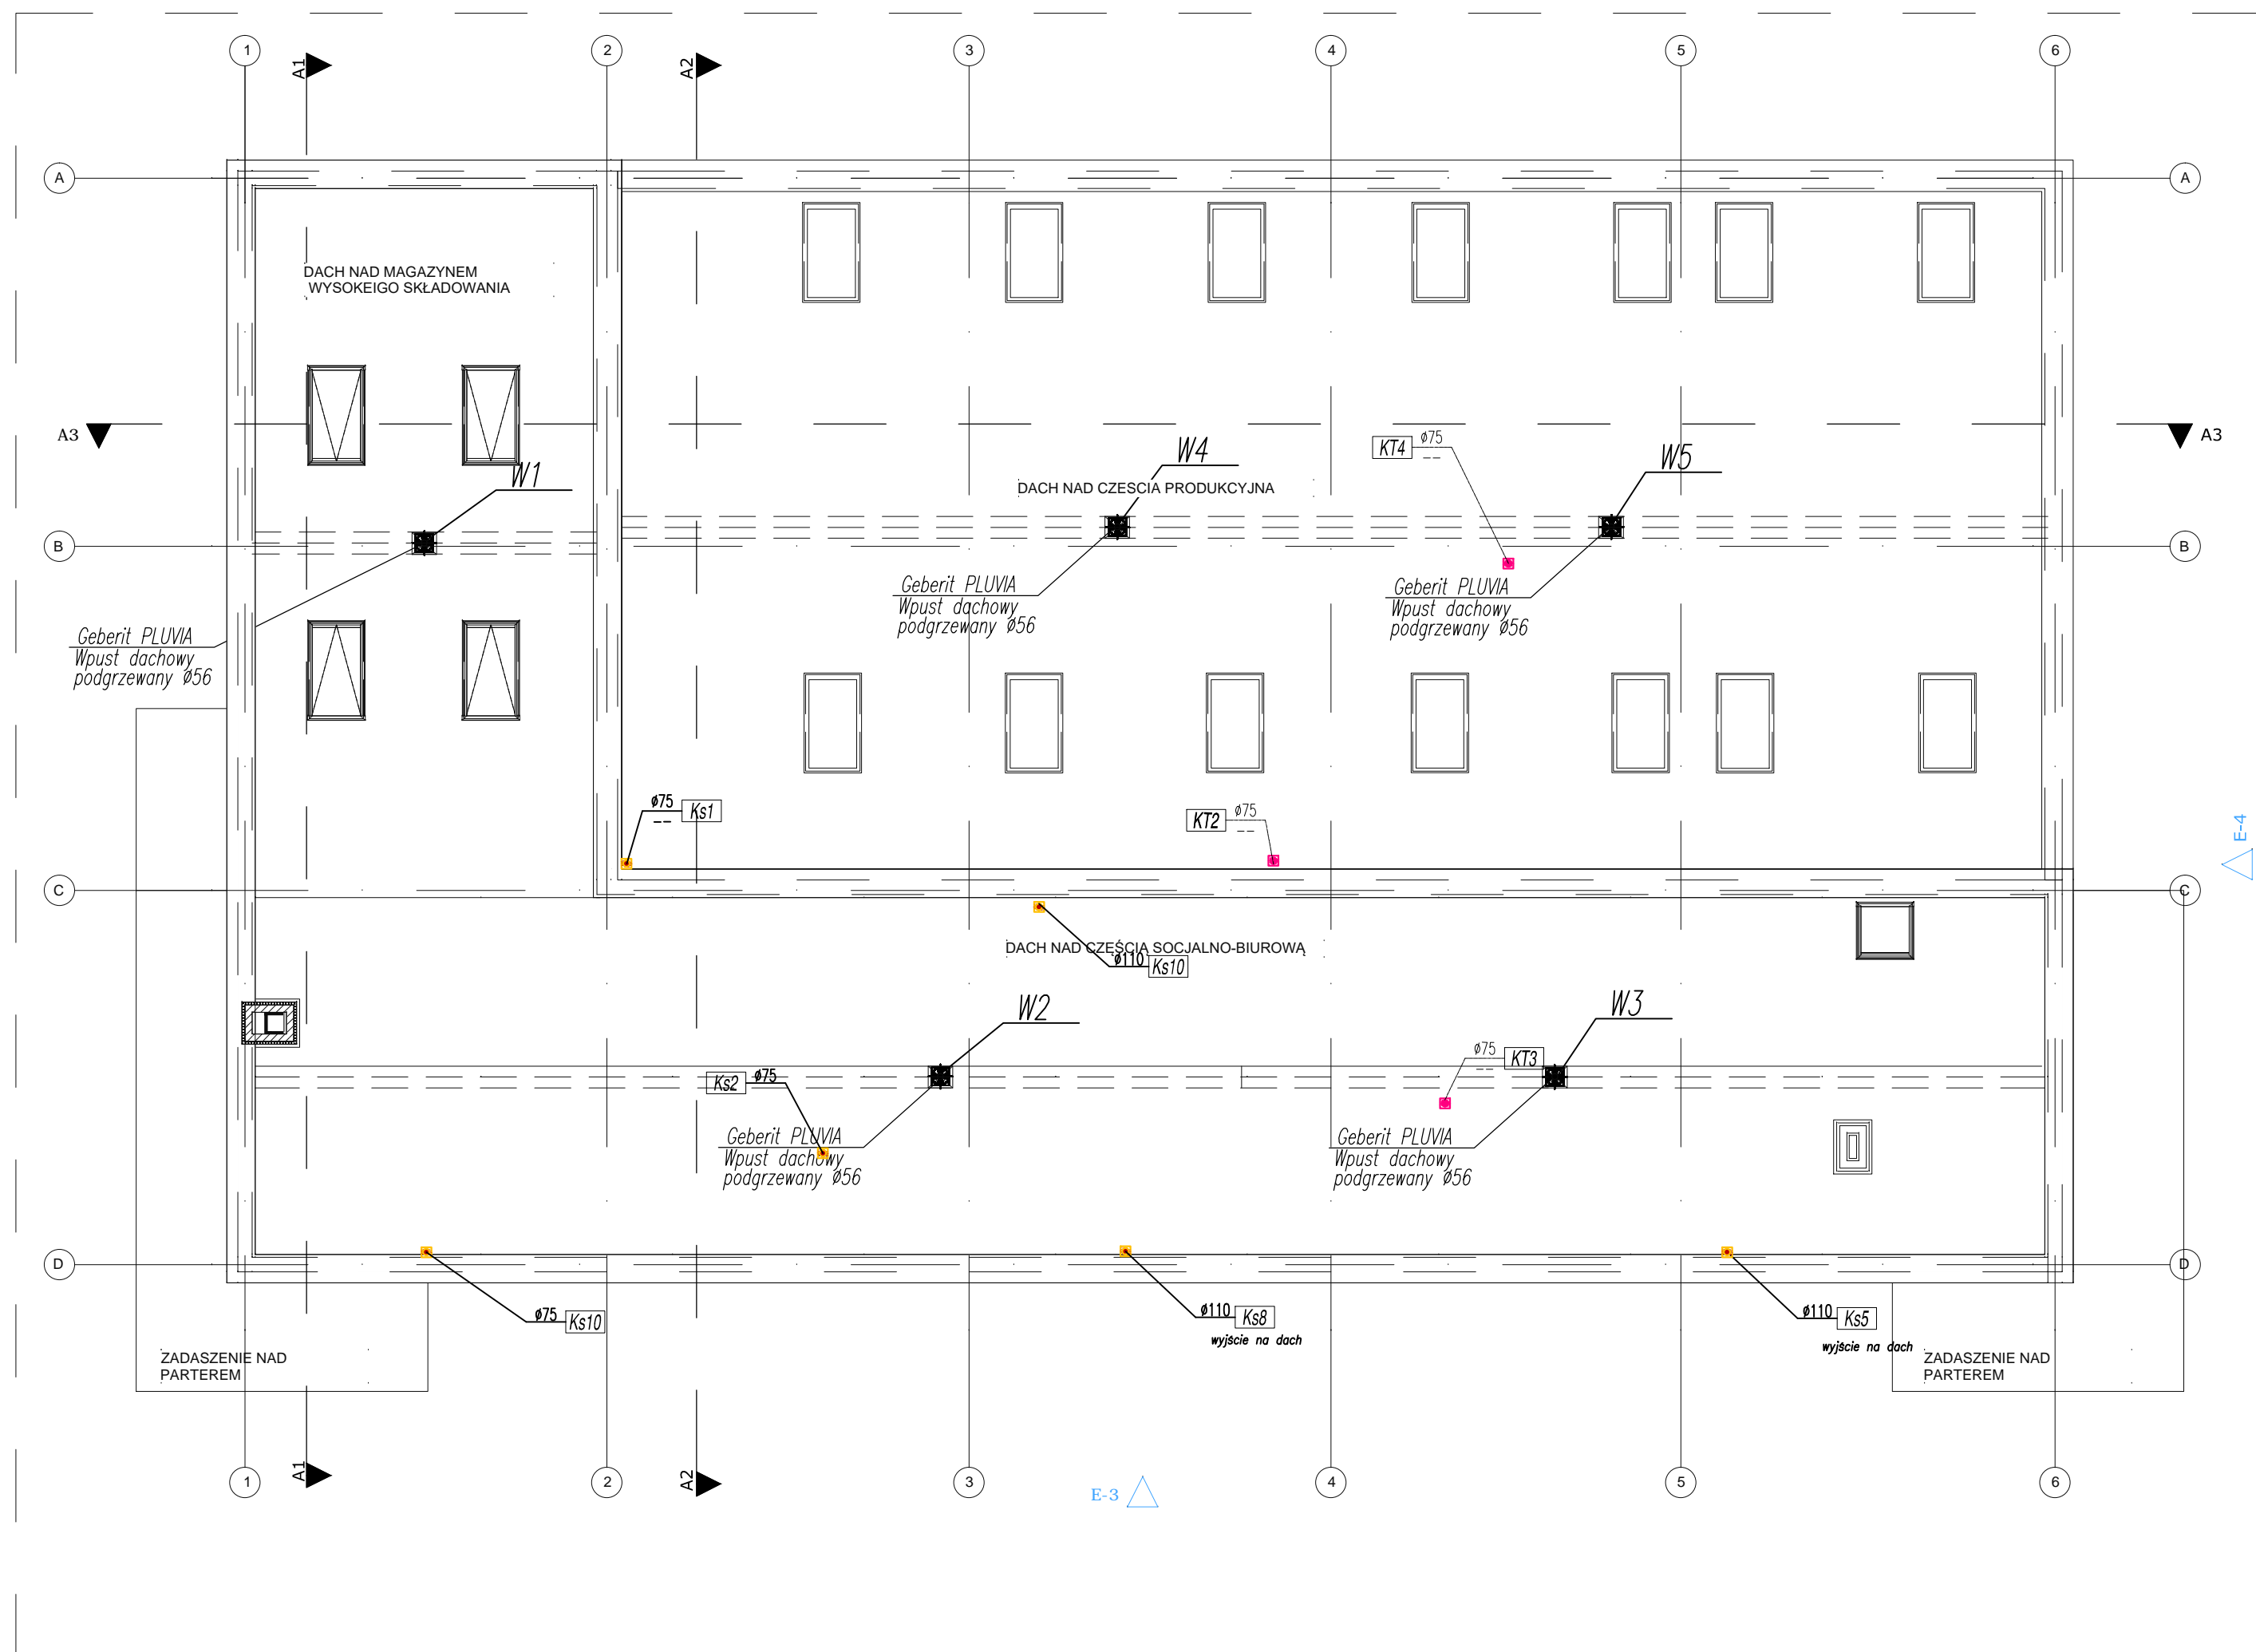 1
2
3
4
5
6
A1
A2
A
A
DACH NAD MAGAZYNEM
WYSOKEIGO SKŁADOWANIA
A3
A3
W1
W4
KT4
ø75
W5
DACH NAD CZESCIA PRODUKCYJNA
B
B
Geberit PLUVIA
Wpust dachowy
podgrzewany ø56
Geberit PLUVIA
Wpust dachowy
podgrzewany ø56
Geberit PLUVIA
Wpust dachowy
podgrzewany ø56
ø75
Ks1
KT2
ø75
E-4
C
C
DACH NAD CZĘŚCIĄ SOCJALNO-BIUROWĄ
ø110
Ks10
W2
W3
ø75
KT3
Ks2
ø75
Geberit PLUVIA
Wpust dachowy
podgrzewany ø56
Geberit PLUVIA
Wpust dachowy
podgrzewany ø56
D
D
ø75
Ks10
ø110
Ks8
wyjście na dach
ø110
Ks5
wyjście na dach
ZADASZENIE NAD
PARTEREM
ZADASZENIE NAD
PARTEREM
A1
A2
E-3
1
2
3
4
5
6